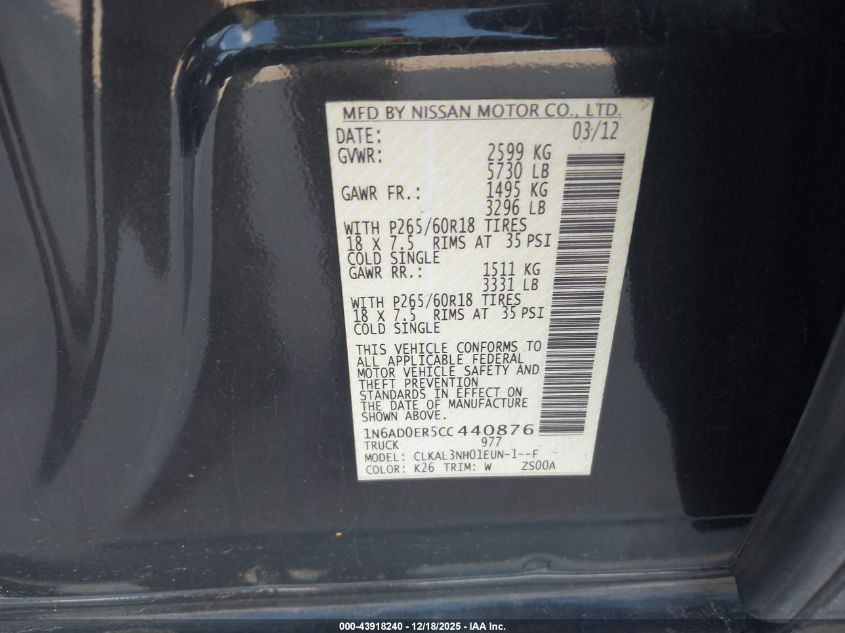 MFD BY NISSAN MOTOR CO., LTD.
DATE: 03/12
GVWR: 2599 KG
5730 LB
GAWR FR.: 1495 KG
3296 LB
WITH P265/60R18 TIRES
18 X 7.5 RIMS AT 35 PSI
COLD SINGLE
GAWR RR.: 1511 KG
3331 LB
WITH P265/60R18 TIRES
18 X 7.5 RIMS AT 35 PSI
COLD SINGLE
THIS VEHICLE CONFORMS TO
ALL APPLICABLE FEDERAL
MOTOR VEHICLE SAFETY AND
THEFT PREVENTION
STANDARDS IN EFFECT ON
THE DATE OF MANUFACTURE
SHOWN ABOVE.
1N6AD0ER5CC440876
TRUCK 977
MODEL: CLKAL3NH01EUN-1--F
COLOR: K26 TRIM: W ZS00A
000-43918240 - 12/18/2025 - IAA Inc.